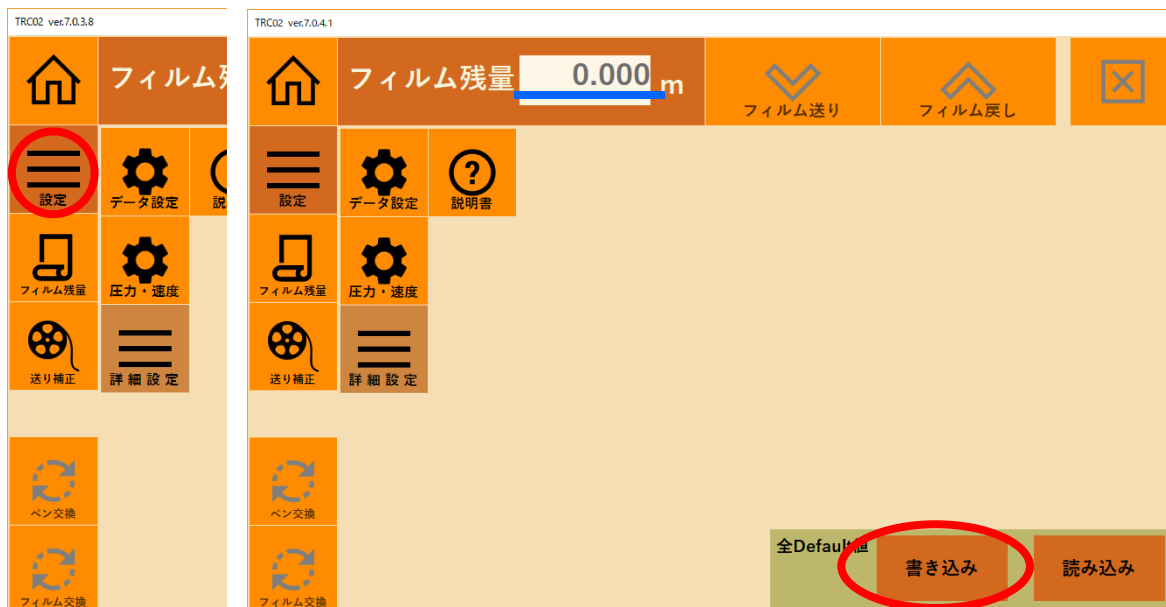 TRC02 ver.7.0.3.8
フィルム残
設定
データ設定
説
フィルム残量
圧力・速度
送り補正
詳細設定
ペン交換
フィルム交換
TRC02 ver.7.0.4.1
フィルム残量 0.000 m
フィルム送り
フィルム戻し
設定
データ設定
説明書
フィルム残量
圧力・速度
送り補正
詳細設定
ペン交換
フィルム交換
全Default値
書き込み
読み込み